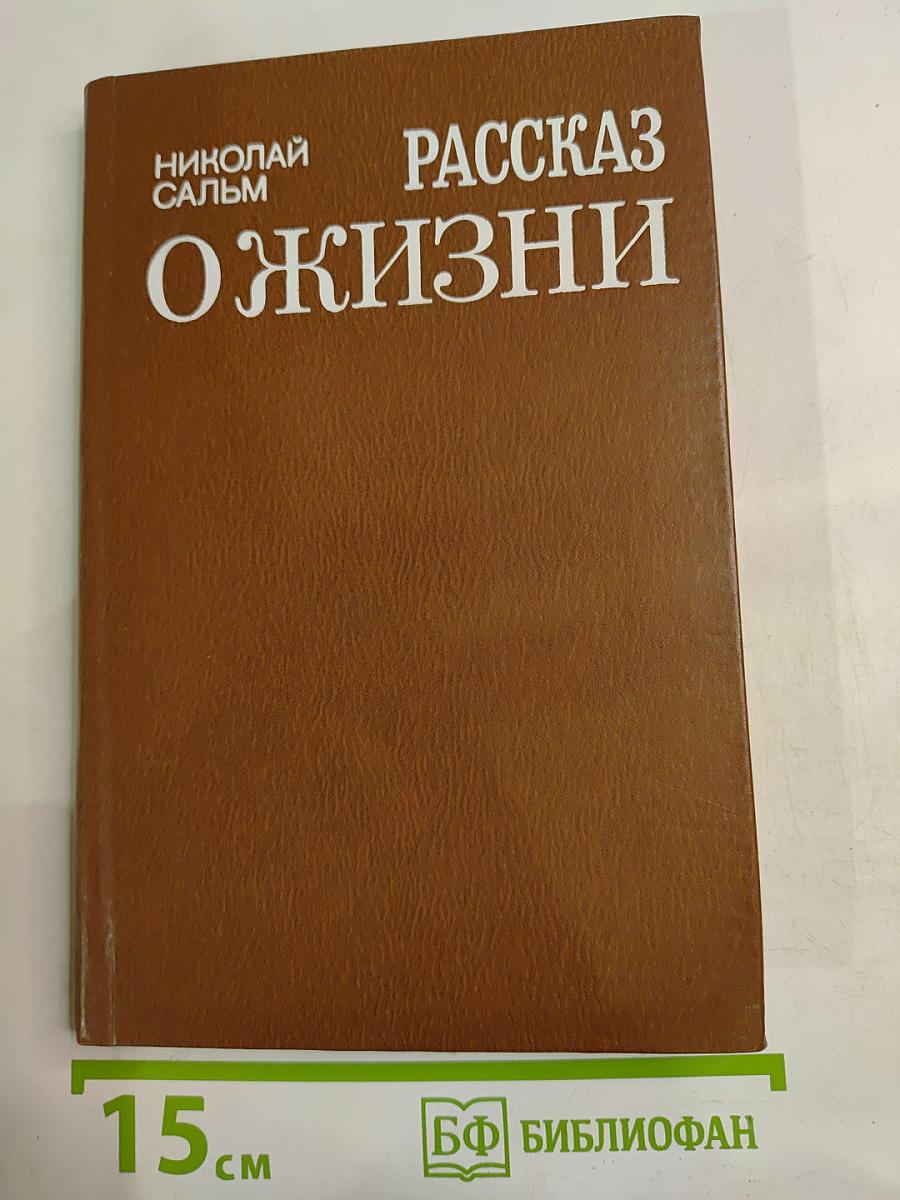 НИКОЛАЙ
САЛЬМ
РАССКАЗ
О ЖИЗНИ
15 см
БФ БИБЛИОФАН